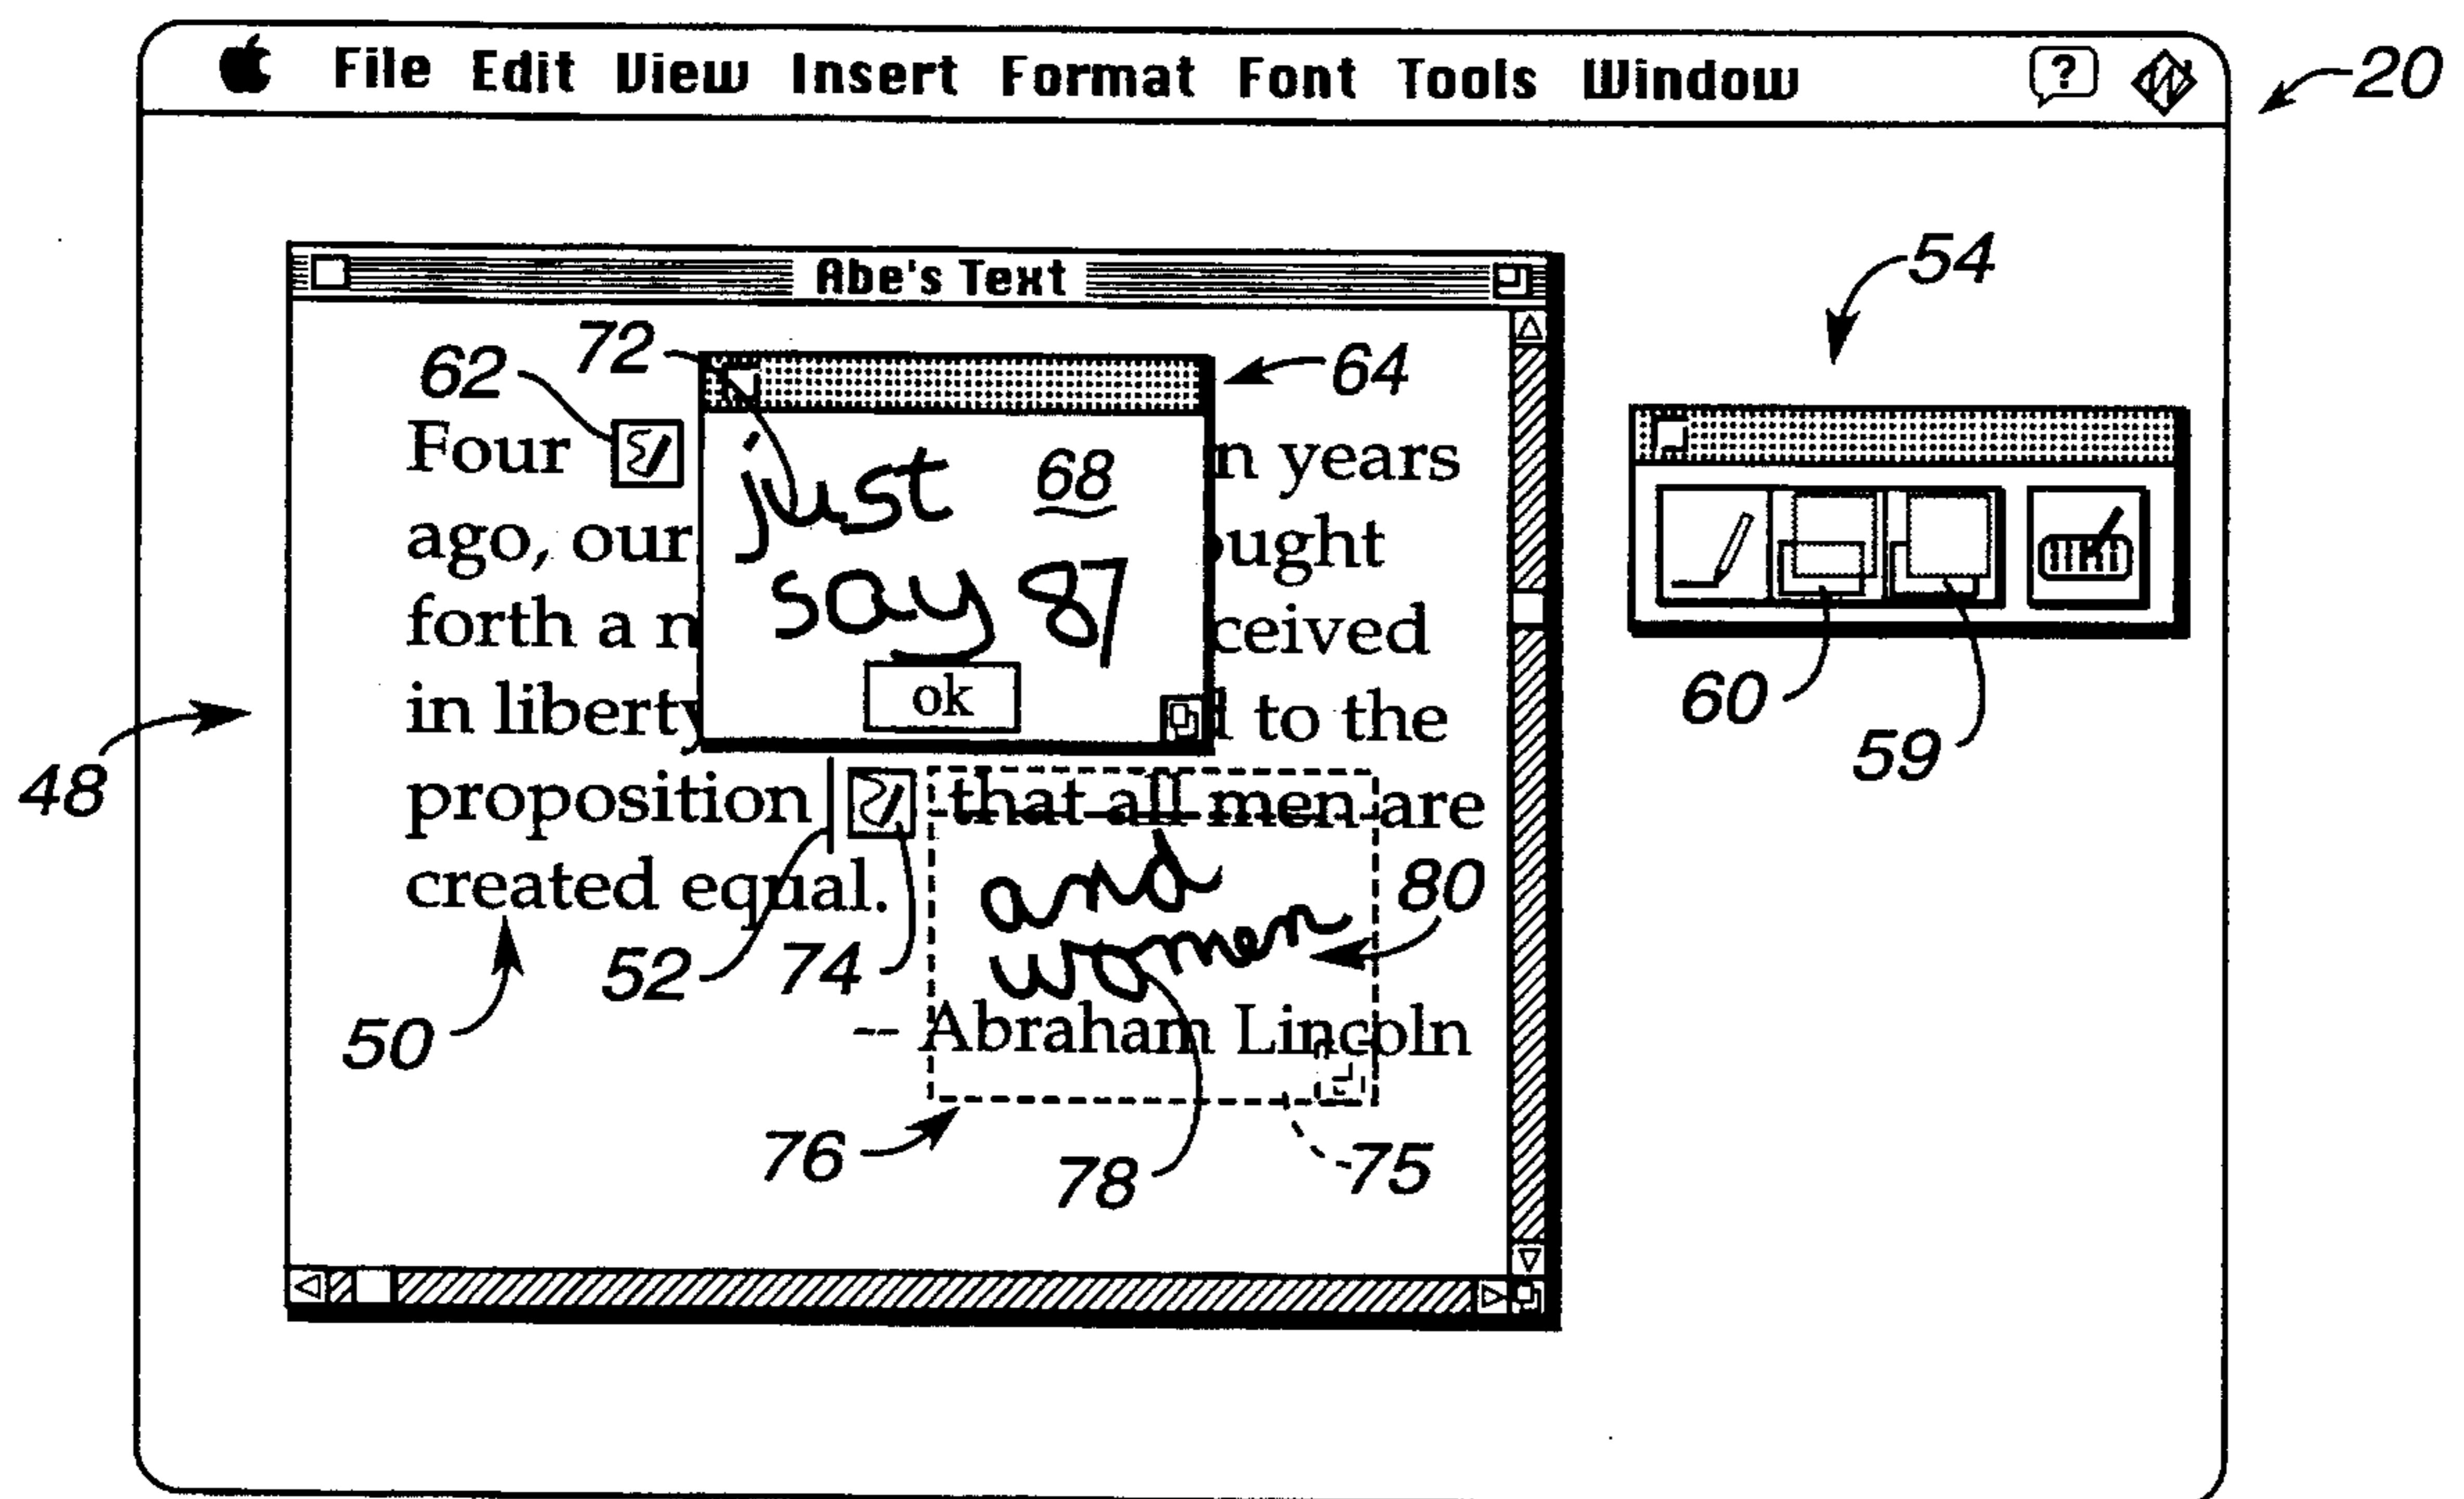 File Edit View Insert Format Font Tools Window ?
20
Abe's Text
54
72
62
64
Four n years
just 68
ago, our ought
say 87
forth a n ceived
ok
in liberty d to the
60
59
48
proposition that all men are
and
created equal. 80
women
52 74
-- Abraham Lincoln
50
76 78 75